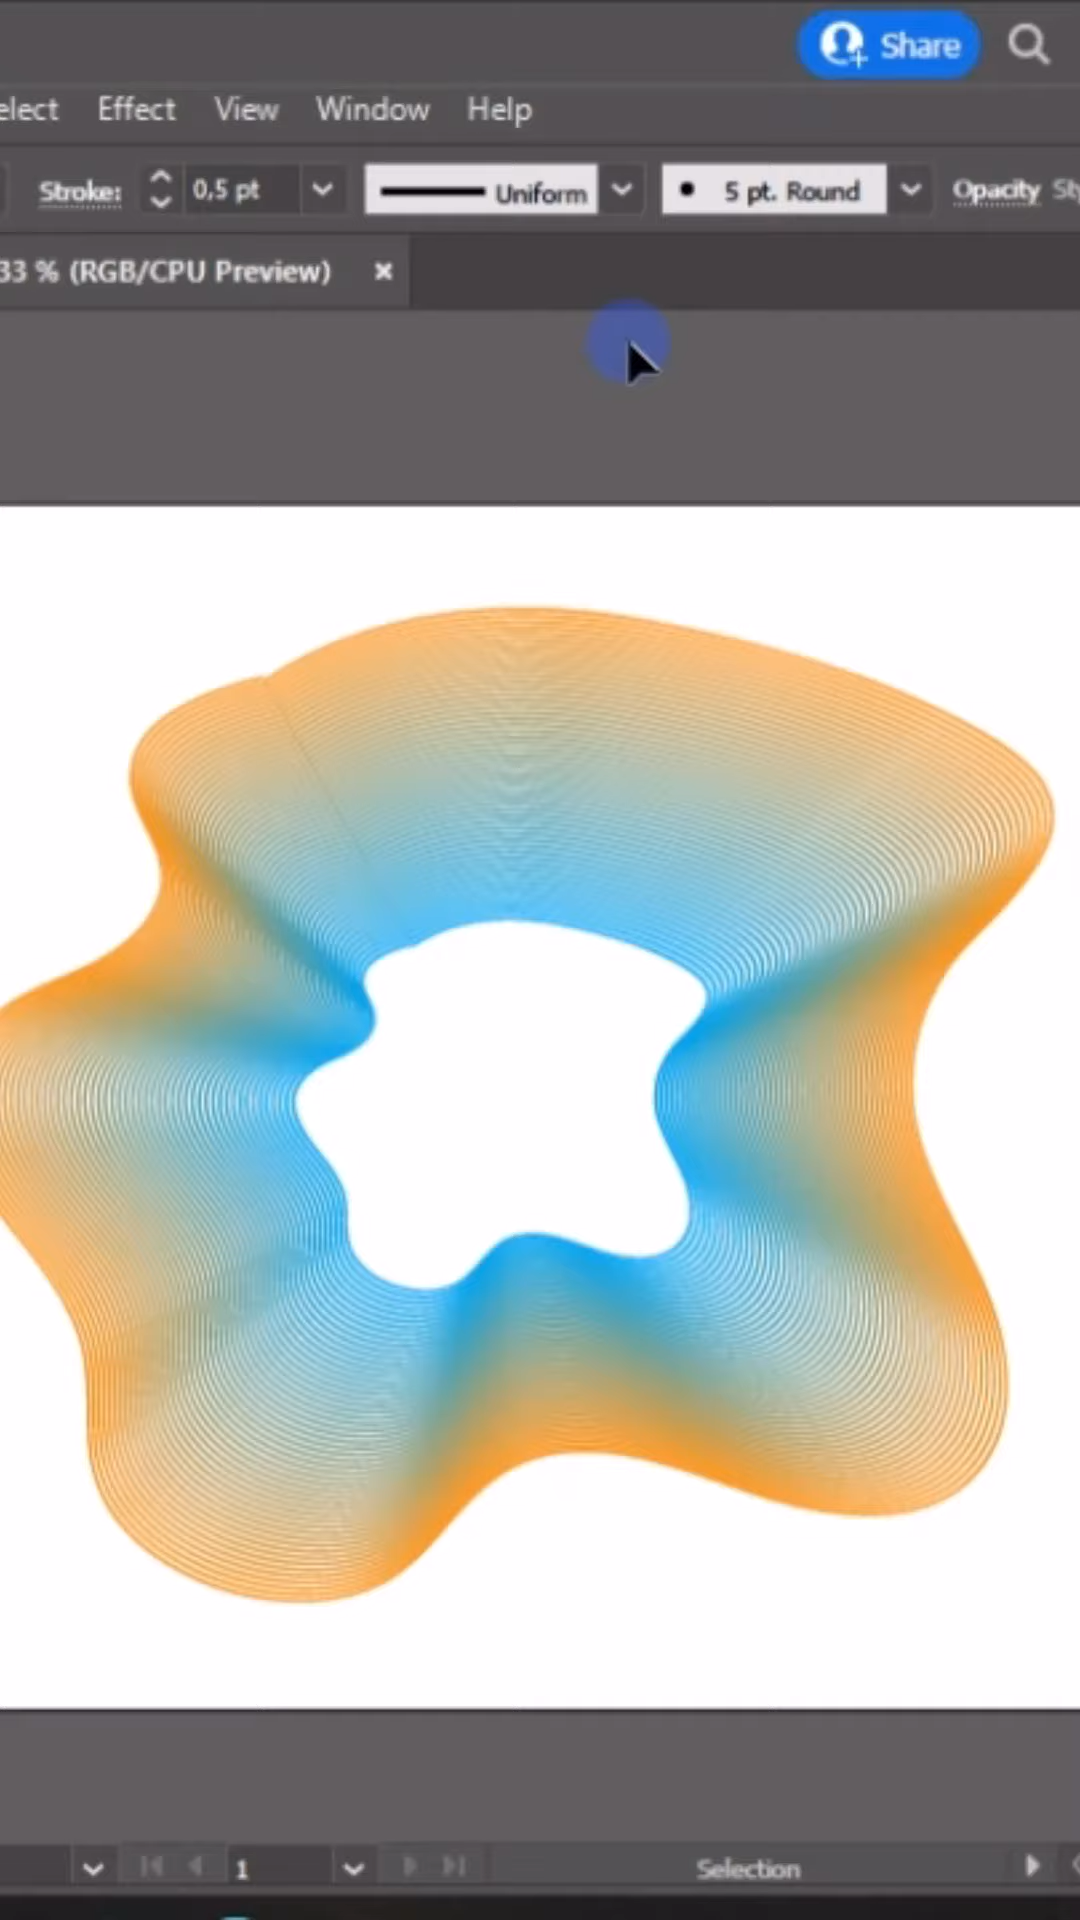 Share
elect Effect View Window Help
Stroke: 0,5 pt Uniform 5 pt. Round Opacity Sty
33 % (RGB/CPU Preview) ×
1 Selection